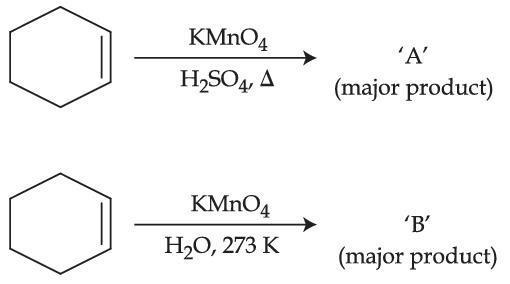 KMnO₄
H₂SO₄, Δ
'A'
(major product)
KMnO₄
H₂O, 273 K
'B'
(major product)